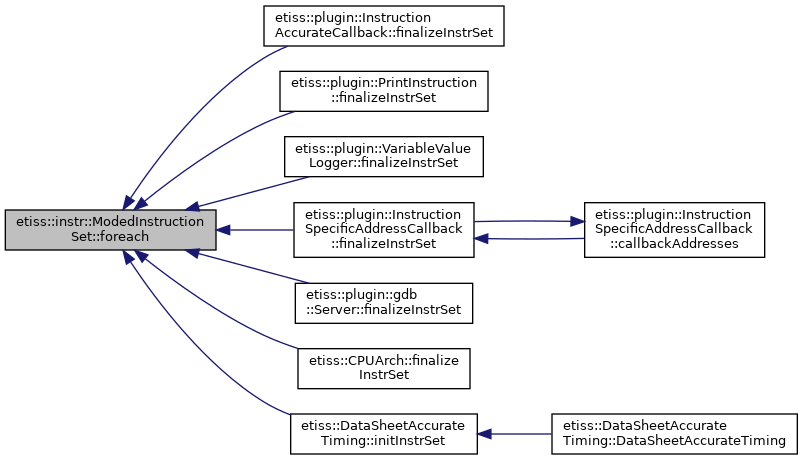 etiss::plugin::Instruction
AccurateCallback::finalizeInstrSet
etiss::plugin::PrintInstruction
::finalizeInstrSet
etiss::plugin::VariableValue
Logger::finalizeInstrSet
etiss::instr::ModedInstruction
Set::foreach
etiss::plugin::Instruction
SpecificAddressCallback
::finalizeInstrSet
etiss::plugin::Instruction
SpecificAddressCallback
::callbackAddresses
etiss::plugin::gdb
::Server::finalizeInstrSet
etiss::CPUArch::finalize
InstrSet
etiss::DataSheetAccurate
Timing::initInstrSet
etiss::DataSheetAccurate
Timing::DataSheetAccurateTiming